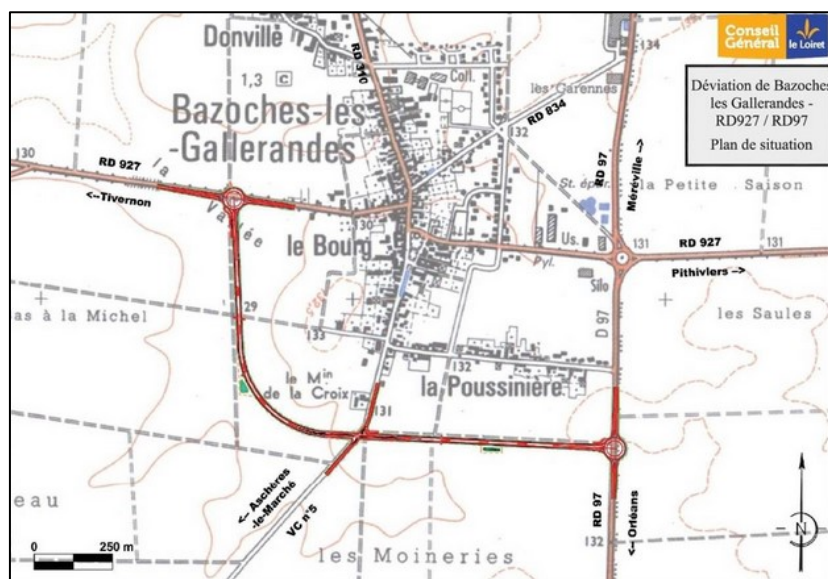 Conseil
Général
le Loiret
Déviation de Bazoches
les Gallerandes -
RD927 / RD97
Plan de situation
Donville
1,3
C
Coll.
RD 310
les Garennes
134
RD 834
132
Bazoches-les
-Gallerandes
130
RD 927
<--Tivernon
la
Vallée
RD 97
Méréville -->
St. épur.
la Petite Saison
Us.
Pyl.
131
RD 927
131
Pithiviers -->
130
le Bourg
132,5
Silo
D 97
les Saules
29
as à la Michel
133
132
la Poussinière
le Min
de la Croix
131
<-- Aschères
-le-Marché
VC n°5
RD 97
<-- Orléans
132
eau
les Moineries
0
250 m
N